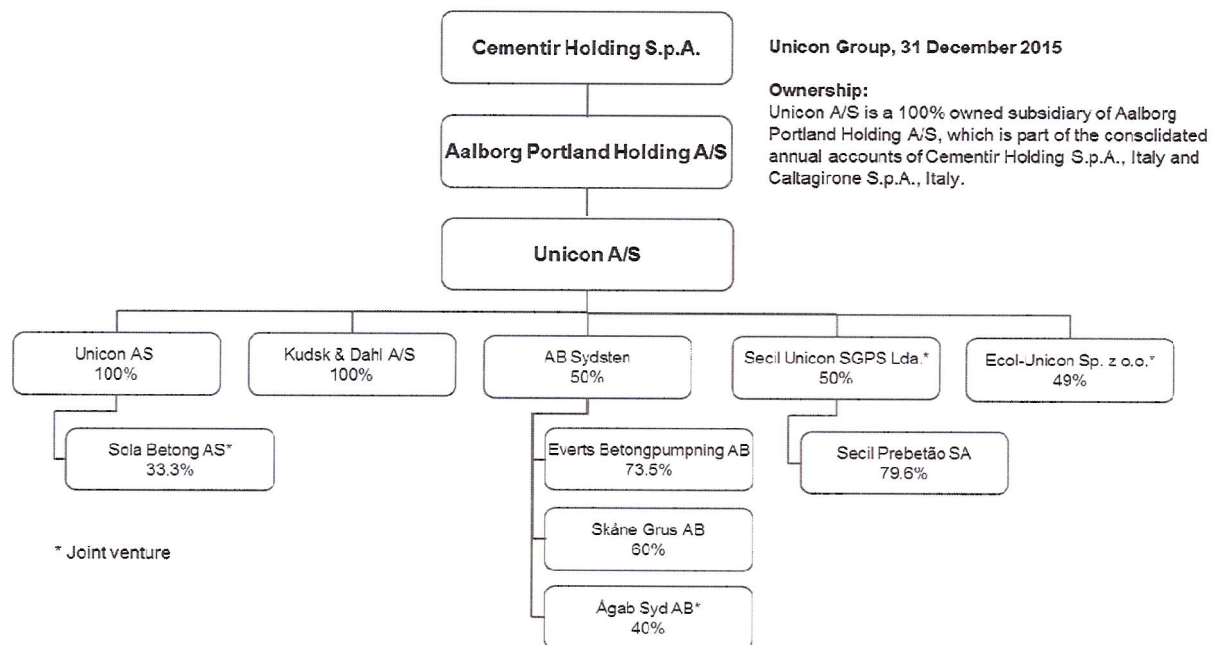 Cementir Holding S.p.A.
Unicon Group, 31 December 2015
Ownership:
Unicon A/S is a 100% owned subsidiary of Aalborg
Portland Holding A/S, which is part of the consolidated
annual accounts of Cementir Holding S.p.A., Italy and
Caltagirone S.p.A., Italy.
Aalborg Portland Holding A/S
Unicon A/S
Unicon AS
100%
Kudsk & Dahl A/S
100%
AB Sydsten
50%
Secil Unicon SGPS Lda.*
50%
Ecol-Unicon Sp. z o.o.*
49%
Sola Betong AS*
33.3%
Everts Betongpumpning AB
73.5%
Secil Prebetão SA
79.6%
Skåne Grus AB
60%
Ågab Syd AB*
40%
* Joint venture